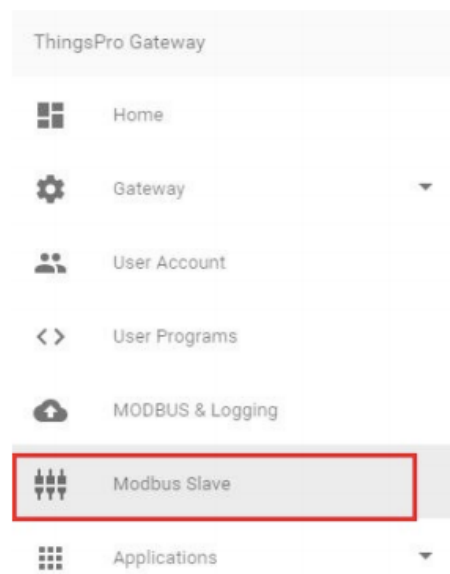 ThingsPro Gateway
Home
Gateway
User Account
User Programs
MODBUS & Logging
Modbus Slave
Applications